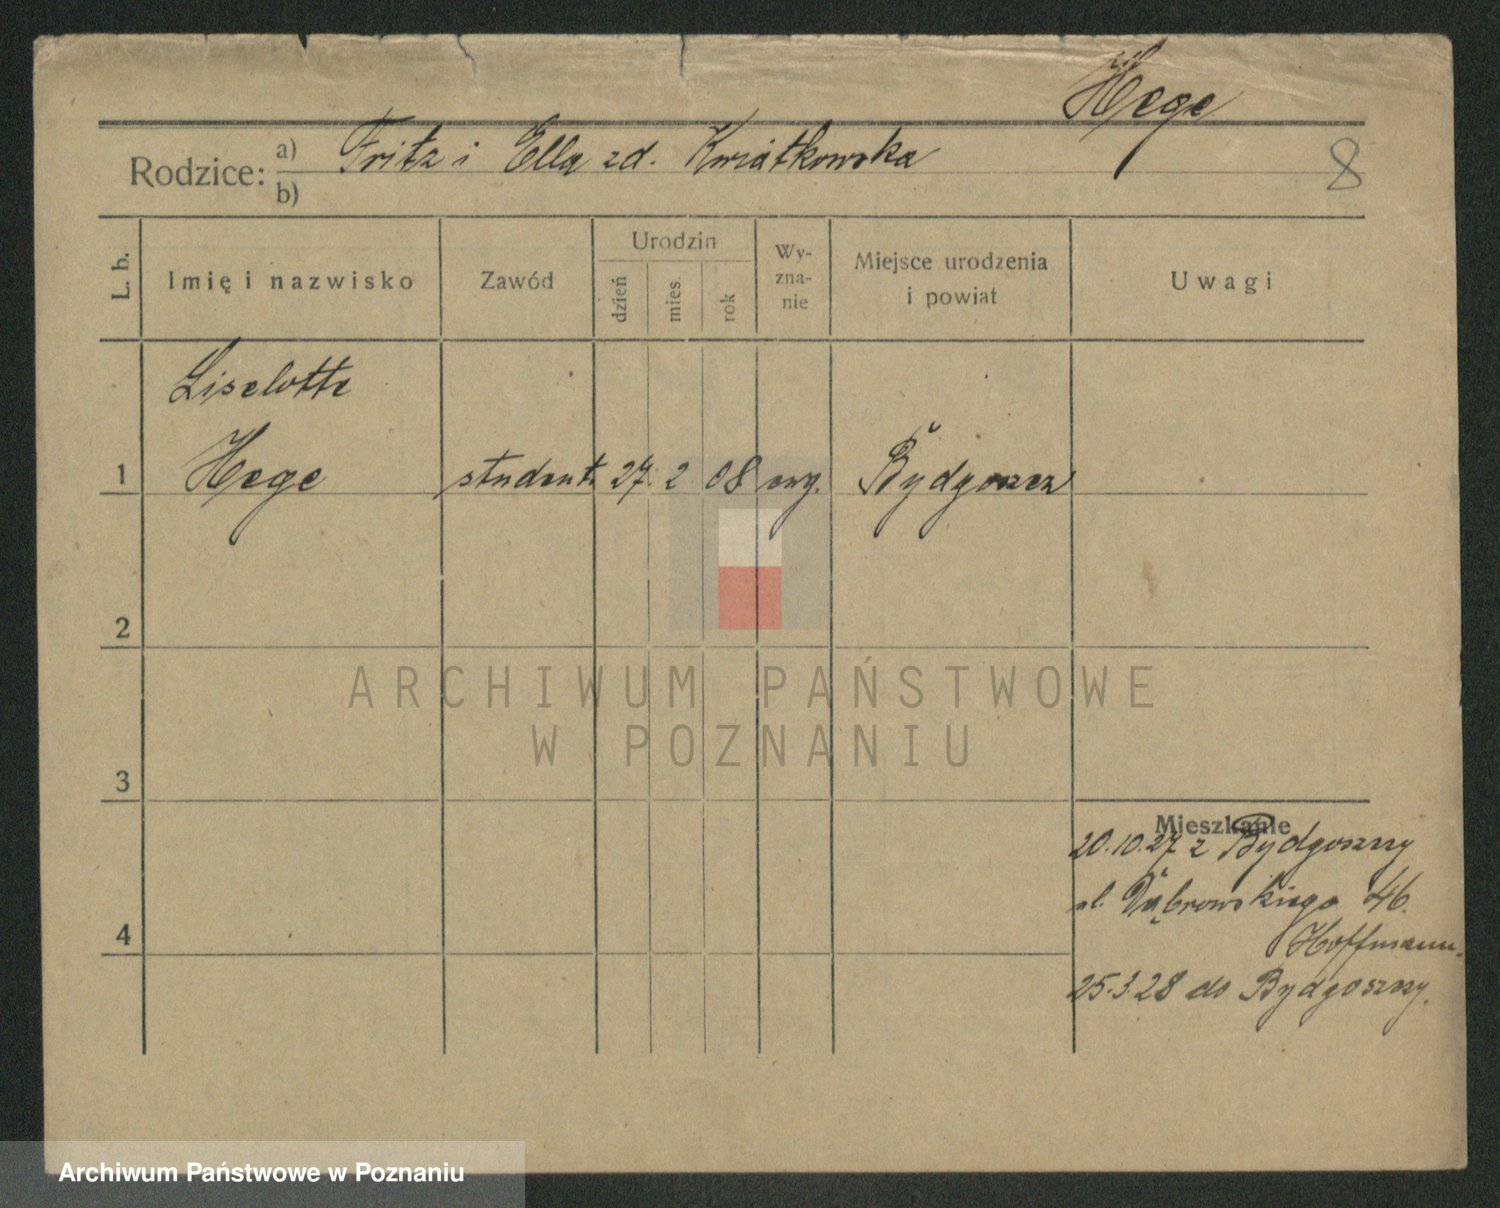 Hege
Rodzice: a) Fritz i Ella zd. Kwiatkowska
b)
8
L. b.
Imię i nazwisko
Zawód
Urodzin
dzień
mies.
rok
Wy-
zna-
nie
Miejsce urodzenia
i powiat
Uwagi
Liselotte
1 Hege student. 27. 2 08 ewg. Bydgoszcz
2
3
4
ARCHIWUM PAŃSTWOWE
W POZNANIU
Mieszkanie
20.10.27 z Bydgoszczy
ul. Dąbrowskiego 46.
Hoffmann.
25.3.28 do Bydgoszczy.
Archiwum Państwowe w Poznaniu